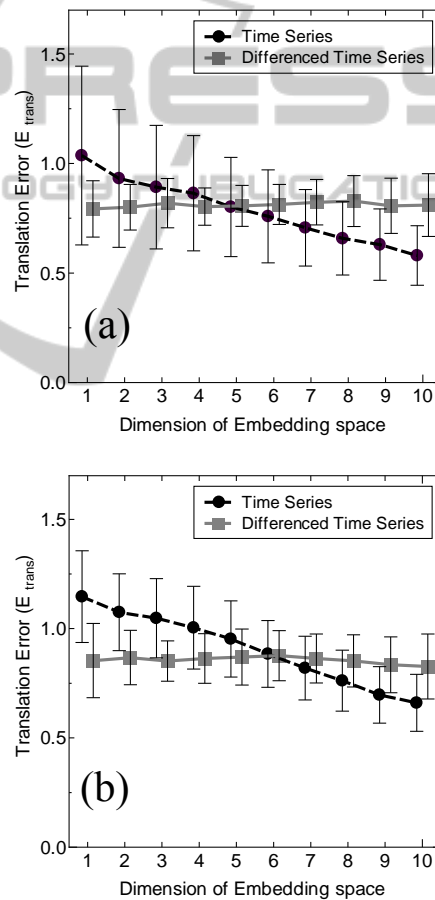 PRESS
LOGY PUBLICATIONS
1.5
1.0
0.5
0.0
Translation Error (E trans)
Time Series
Differenced Time Series
(a)
1 2 3 4 5 6 7 8 9 10
Dimension of Embedding space
1.5
1.0
0.5
0.0
Translation Error (E trans)
Time Series
Differenced Time Series
(b)
1 2 3 4 5 6 7 8 9 10
Dimension of Embedding space